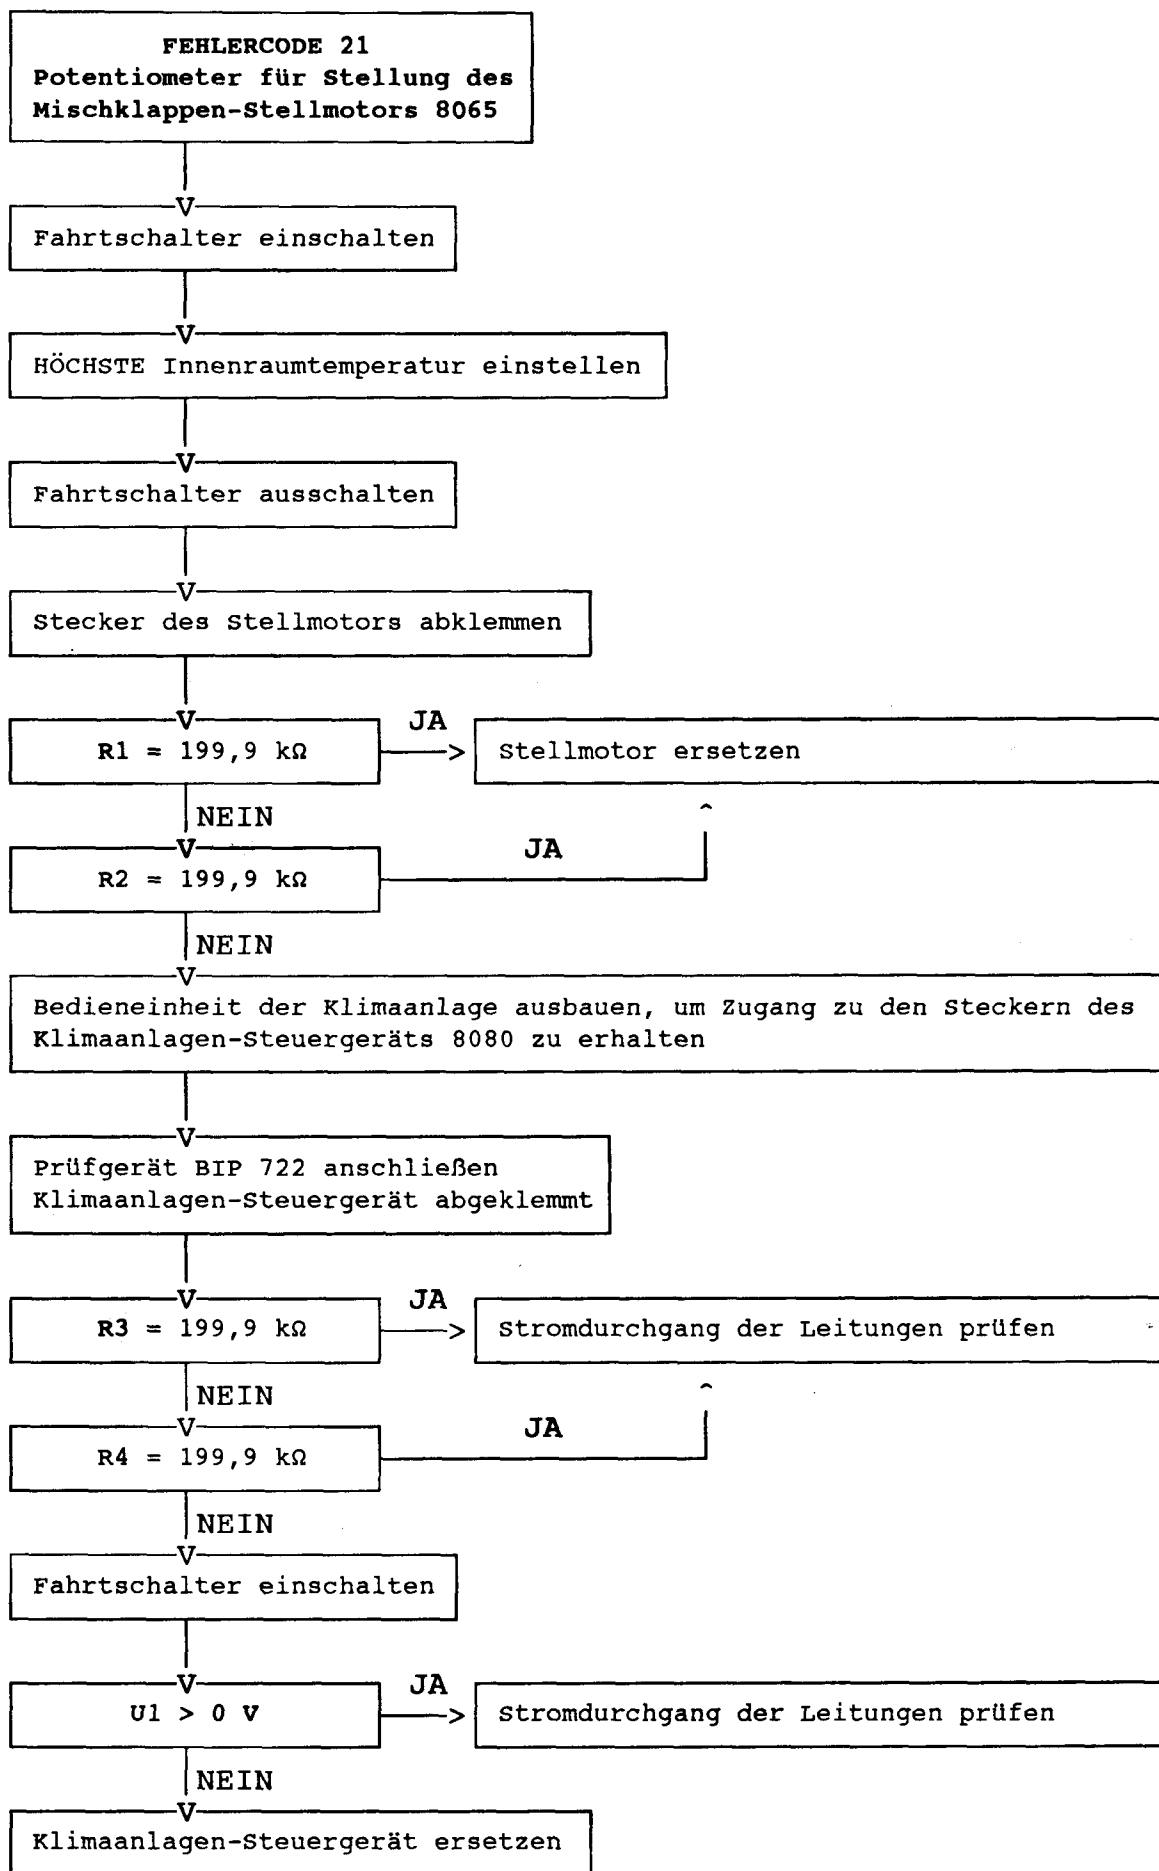 FEHLERCODE 21
Potentiometer für Stellung des
Mischklappen-Stellmotors 8065
Fahrtschalter einschalten
HÖCHSTE Innenraumtemperatur einstellen
Fahrtschalter ausschalten
Stecker des Stellmotors abklemmen
R1 = 199,9 kΩ
JA
Stellmotor ersetzen
NEIN
R2 = 199,9 kΩ
JA
NEIN
Bedieneinheit der Klimaanlage ausbauen, um Zugang zu den Steckern des
Klimaanlagen-Steuergeräts 8080 zu erhalten
Prüfgerät BIP 722 anschließen
Klimaanlagen-Steuergerät abgeklemmt
R3 = 199,9 kΩ
JA
Stromdurchgang der Leitungen prüfen
NEIN
R4 = 199,9 kΩ
JA
NEIN
Fahrtschalter einschalten
U1 > 0 V
JA
Stromdurchgang der Leitungen prüfen
NEIN
Klimaanlagen-Steuergerät ersetzen